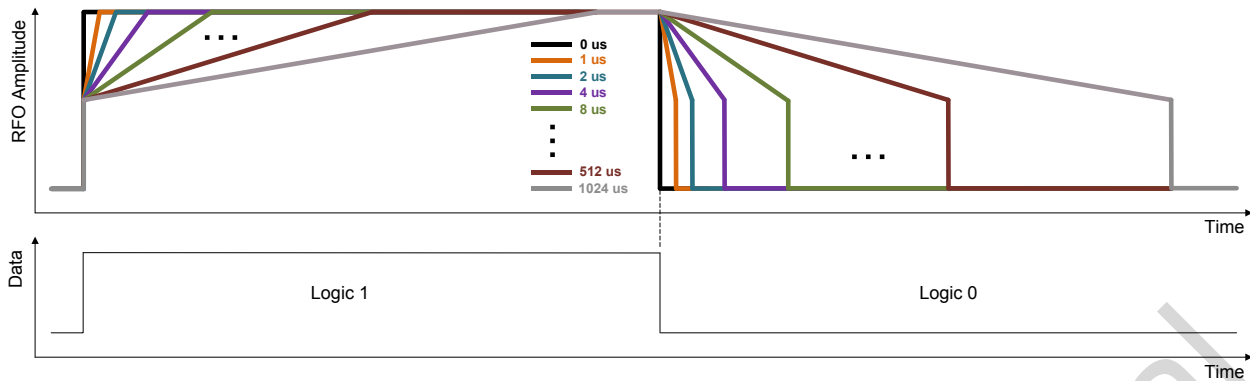 RFO Amplitude
...
0 us
1 us
2 us
4 us
8 us
...
512 us
1024 us
...
Time
Data
Logic 1
Logic 0
Time